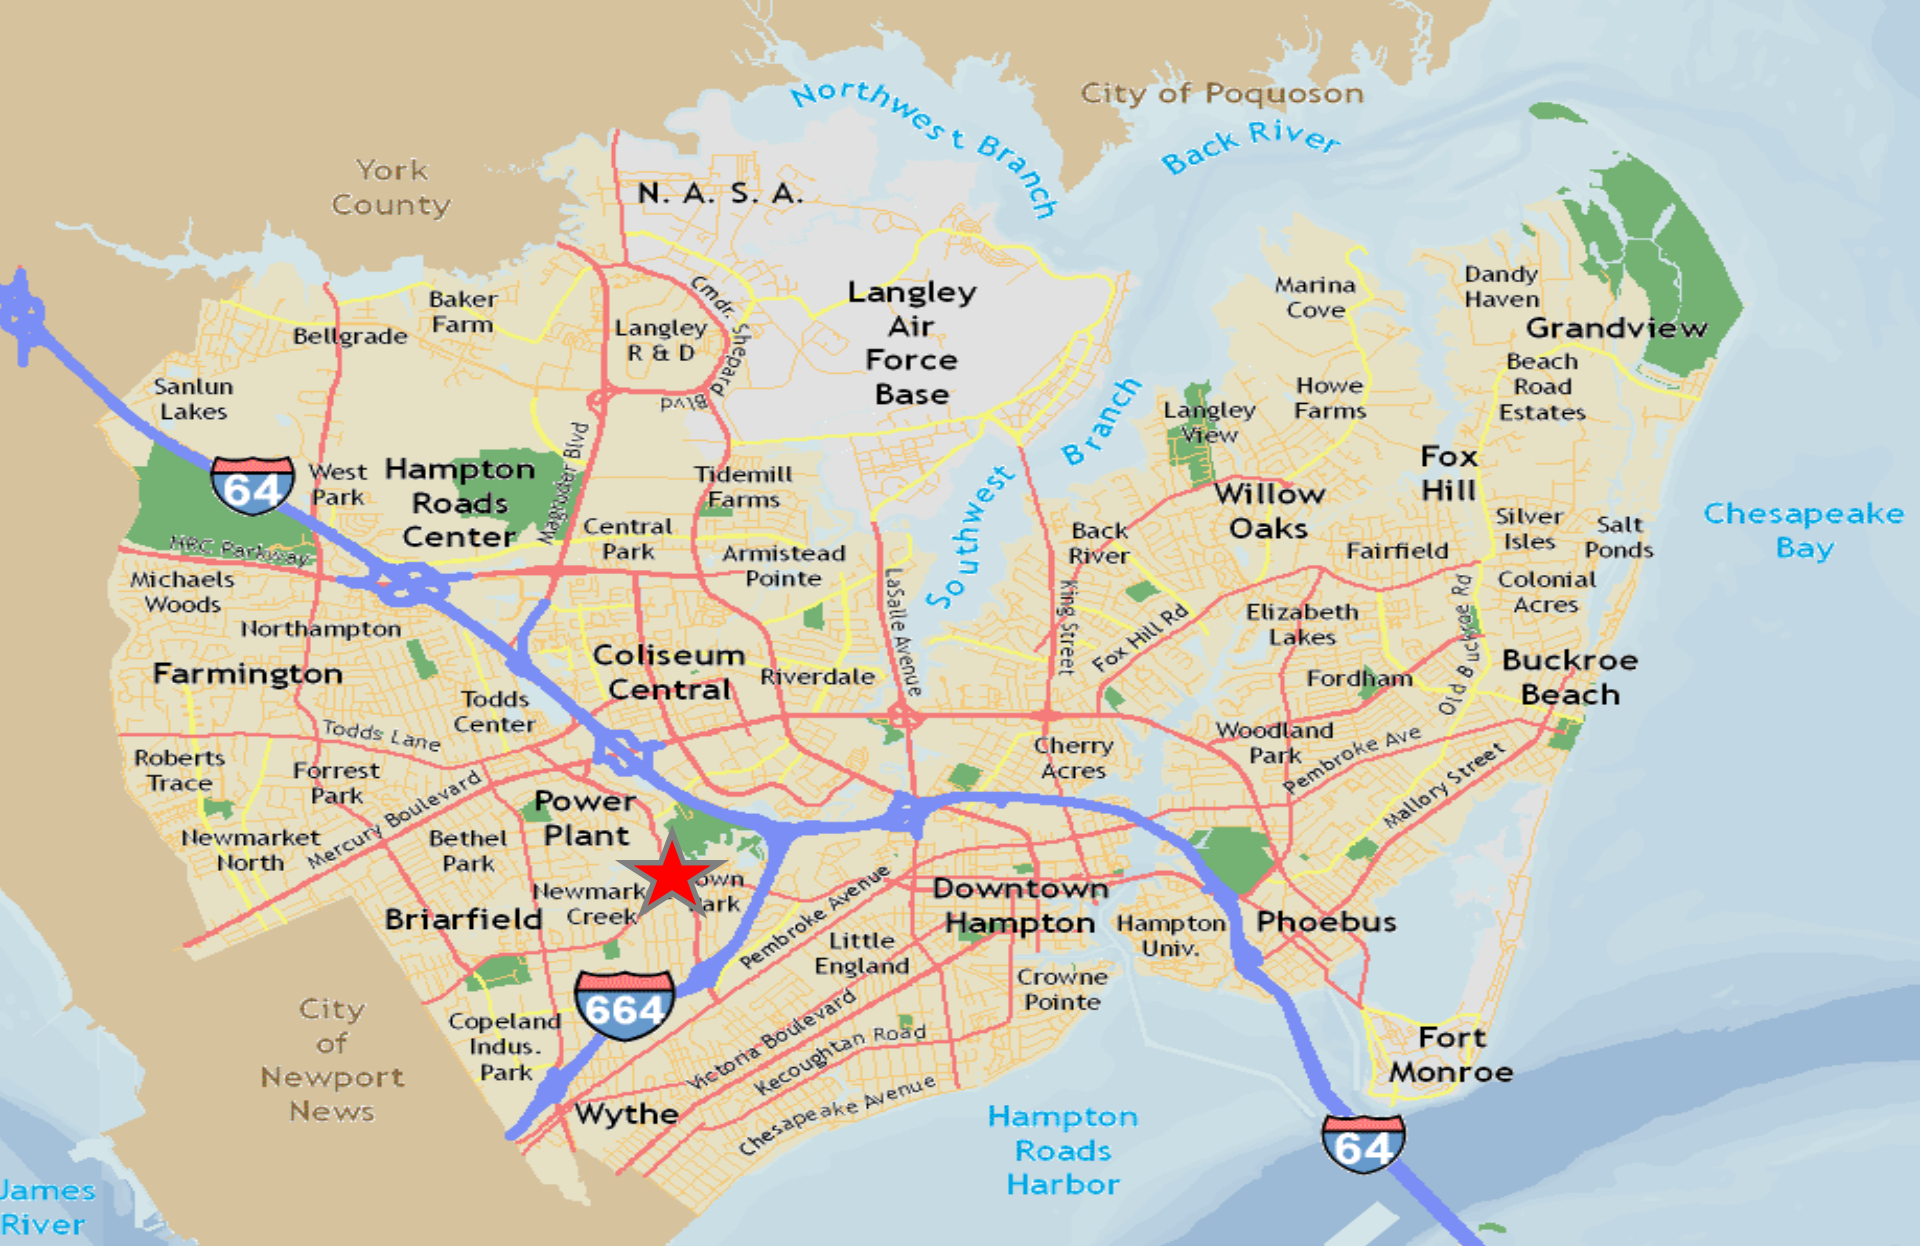 City of Poquoson
Northwest Branch
Back River
York
County
N. A. S. A.
Langley
Air
Force
Base
Marina
Cove
Dandy
Haven
Grandview
Baker
Farm
Bellgrade
Langley
R & D
Cmdr. Shepard
Blvd
Beach
Road
Estates
Sanlun
Lakes
Howe
Farms
Langley
View
Southwest Branch
64
West
Park
Hampton
Roads
Center
Magruder Blvd
Tidemill
Farms
Willow
Oaks
Fox
Hill
Central
Park
Armistead
Pointe
Back
River
Fairfield
Silver
Isles
Salt
Ponds
Chesapeake
Bay
HRC Parkway
Michaels
Woods
Northampton
Farmington
LaSalle Avenue
King Street
Fox Hill Rd
Elizabeth
Lakes
Colonial
Acres
Old Buckroe Rd
Coliseum
Central
Riverdale
Fordham
Buckroe
Beach
Todds
Center
Todds Lane
Woodland
Park
Pembroke Ave
Cherry
Acres
Roberts
Trace
Forrest
Park
Mallory Street
Mercury Boulevard
Power
Plant
Newmarket
North
Bethel
Park
Newmark
Creek
own
ark
Briarfield
Pembroke Avenue
Downtown
Hampton
Hampton
Univ.
Phoebus
Little
England
Crowne
Pointe
664
City
of
Newport
News
Copeland
Indus.
Park
Victoria Boulevard
Kecoughtan Road
Chesapeake Avenue
Wythe
Fort
Monroe
Hampton
Roads
Harbor
64
James
River